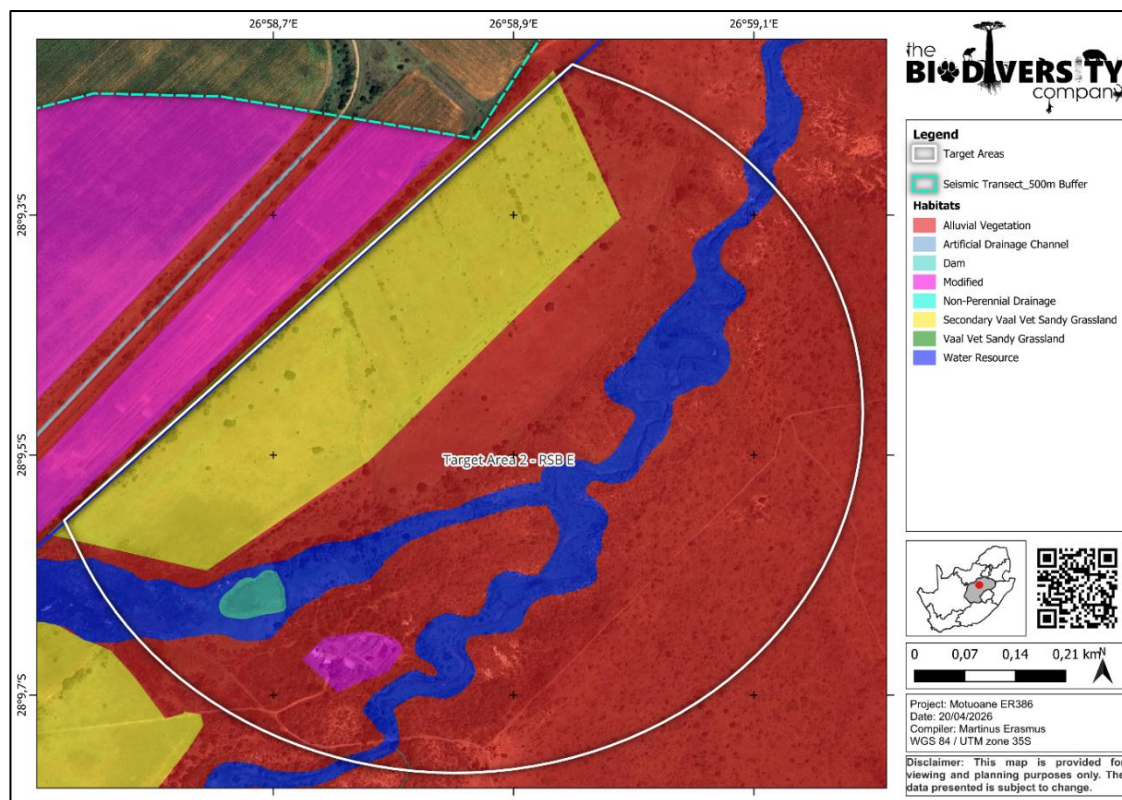 26°58,7'E
26°58,9'E
26°59,1'E
28°9,3'S
28°9,5'S
28°9,7'S
Target Area 2 - RSB E
the
BIODIVERSITY
company
Legend
Target Areas
Seismic Transect_500m Buffer
Habitats
Alluvial Vegetation
Artificial Drainage Channel
Dam
Modified
Non-Perennial Drainage
Secondary Vaal Vet Sandy Grassland
Vaal Vet Sandy Grassland
Water Resource
0 0,07 0,14 0,21 km
N
Project: Motuoane ER386
Date: 20/04/2026
Compiler: Martinus Erasmus
WGS 84 / UTM zone 35S
Disclaimer: This map is provided for
viewing and planning purposes only. The
data presented is subject to change.